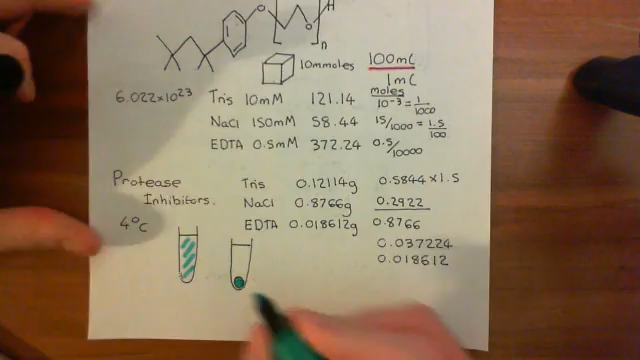 O
H
O
n
10mmoles 100mL
1mL
moles
6.022x10²³ Tris 10mM 121.14 10⁻³ = 1/1000
NaCl 150mM 58.44 15/1000 = 1.5/100
EDTA 0.5mM 372.24 0.5/10000
Protease Tris 0.12114g 0.5844 x 1.5
Inhibitors. NaCl 0.8766g 0.2922
4°C EDTA 0.018612g 0.8766
0.037224
0.018612